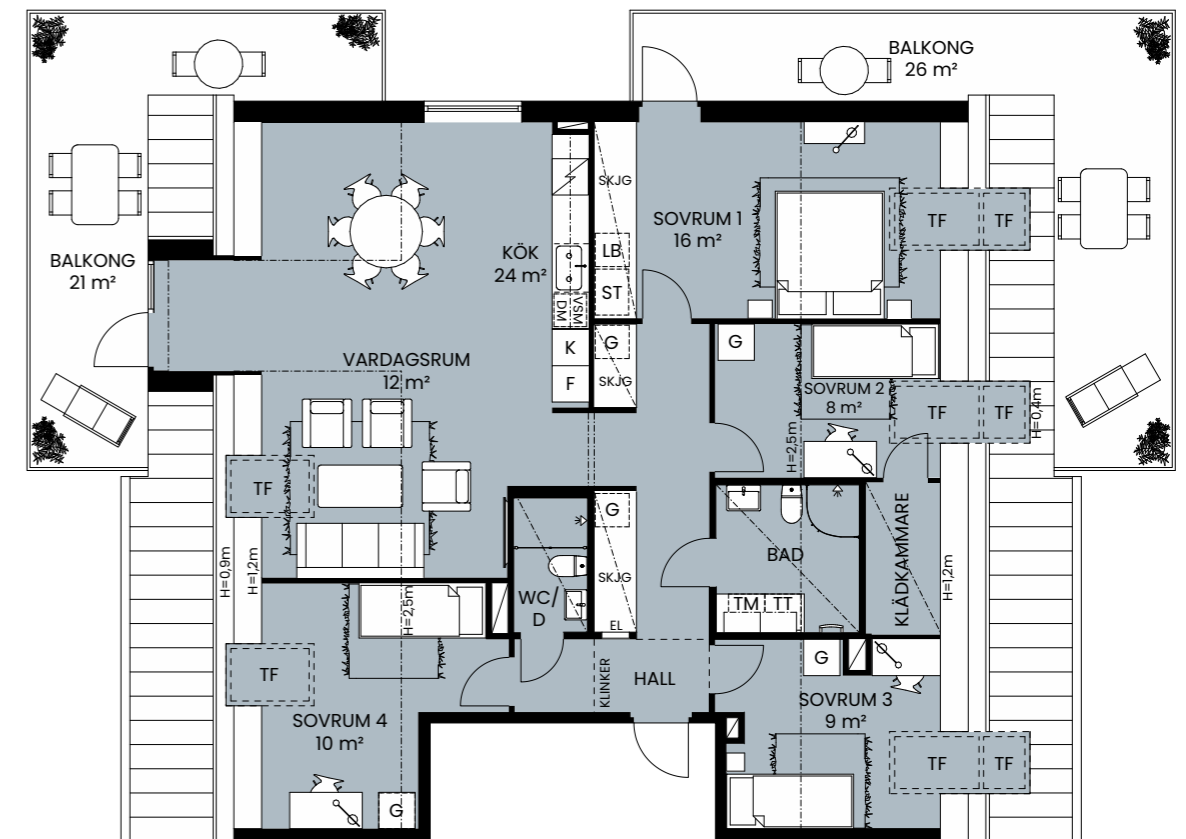 BALKONG
26 m²
SKJG
SOVRUM 1
16 m²
TF
TF
KÖK
24 m²
LB
BALKONG
21 m²
ST
DM
VSM
K
G
G
VARDAGSRUM
12 m²
F
SKJG
SOVRUM 2
8 m²
TF
TF
H=0,4m
H=2,5m
TF
G
KLÄDKAMMARE
BAD
H=0,9m
H=1,2m
SKJG
H=1,2m
H=2,5m
WC/
D
TM
TT
EL
TF
KLINKER
HALL
G
SOVRUM 3
9 m²
SOVRUM 4
10 m²
TF
TF
G